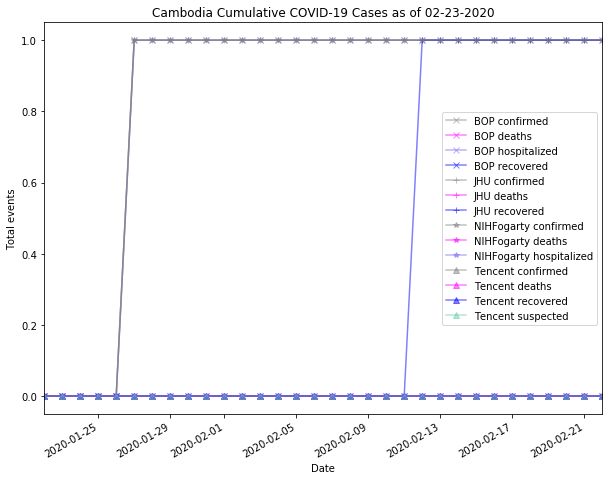 Cambodia Cumulative COVID-19 Cases as of 02-23-2020
Total events
1.0
0.8
0.6
0.4
0.2
0.0
BOP confirmed
BOP deaths
BOP hospitalized
BOP recovered
JHU confirmed
JHU deaths
JHU recovered
NIHFogarty confirmed
NIHFogarty deaths
NIHFogarty hospitalized
Tencent confirmed
Tencent deaths
Tencent recovered
Tencent suspected
2020-01-25
2020-01-29
2020-02-01
2020-02-05
2020-02-09
2020-02-13
2020-02-17
2020-02-21
Date